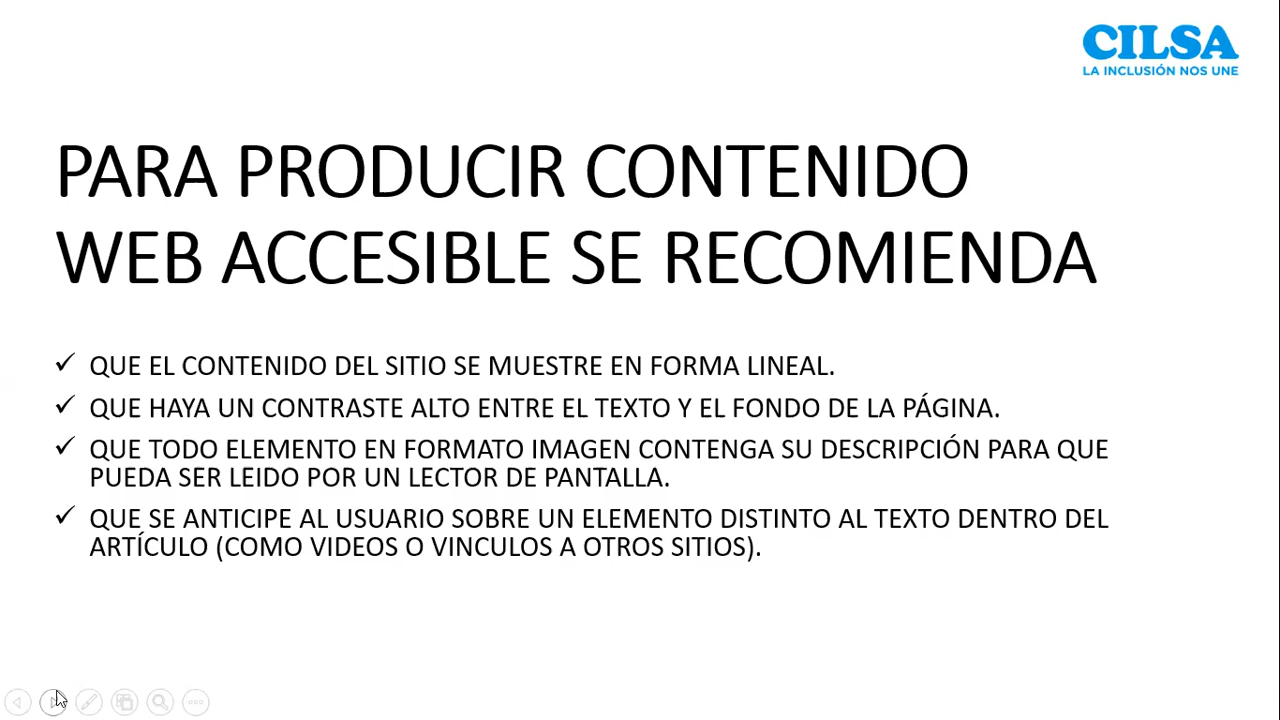 CILSA
LA INCLUSIÓN NOS UNE
PARA PRODUCIR CONTENIDO
WEB ACCESIBLE SE RECOMIENDA
✓ QUE EL CONTENIDO DEL SITIO SE MUESTRE EN FORMA LINEAL.
✓ QUE HAYA UN CONTRASTE ALTO ENTRE EL TEXTO Y EL FONDO DE LA PÁGINA.
✓ QUE TODO ELEMENTO EN FORMATO IMAGEN CONTENGA SU DESCRIPCIÓN PARA QUE
PUEDA SER LEIDO POR UN LECTOR DE PANTALLA.
✓ QUE SE ANTICIPE AL USUARIO SOBRE UN ELEMENTO DISTINTO AL TEXTO DENTRO DEL
ARTÍCULO (COMO VIDEOS O VINCULOS A OTROS SITIOS).